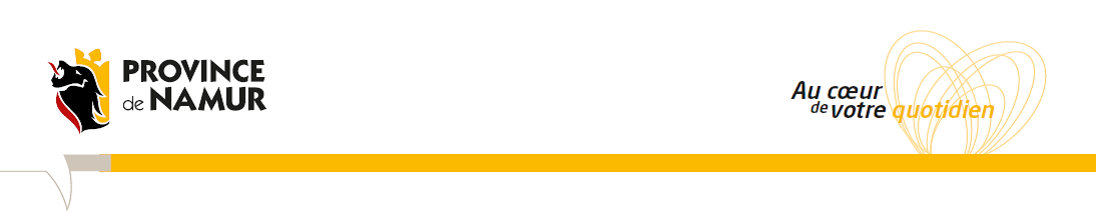 PROVINCE
de NAMUR
Au cœur
de votre quotidien